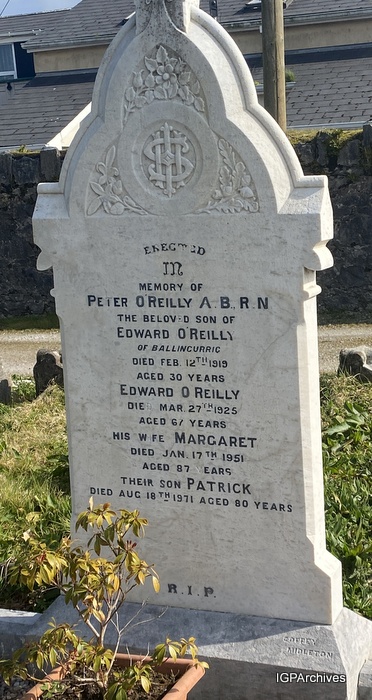 IHS
ERECTED
IN
MEMORY OF
PETER O'REILLY A.B.R.N
THE BELOVED SON OF
EDWARD O'REILLY
OF BALLINCURRIG
DIED FEB. 12TH 1919
AGED 30 YEARS
EDWARD O'REILLY
DIED MAR. 27TH 1925
AGED 67 YEARS
HIS WIFE MARGARET
DIED JAN. 17TH 1951
AGED 87 YEARS
THEIR SON PATRICK
DIED AUG 18TH 1971 AGED 80 YEARS
R.I.P.
COFFEY
MIDLETON
IGPArchives